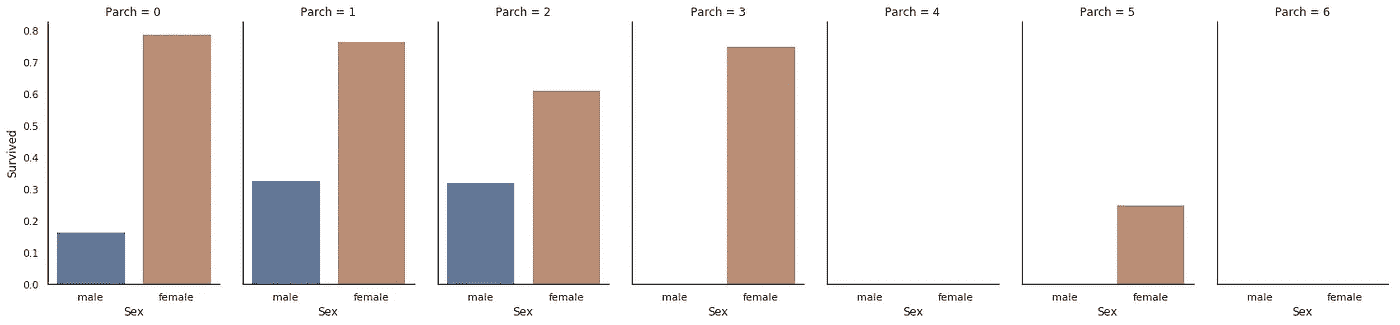 Parch = 0 Parch = 1 Parch = 2 Parch = 3 Parch = 4 Parch = 5 Parch = 6
0.8
0.7
0.6
0.5
0.4
0.3
0.2
0.1
0.0
Survived
male female male female male female male female male female male female male female
Sex Sex Sex Sex Sex Sex Sex